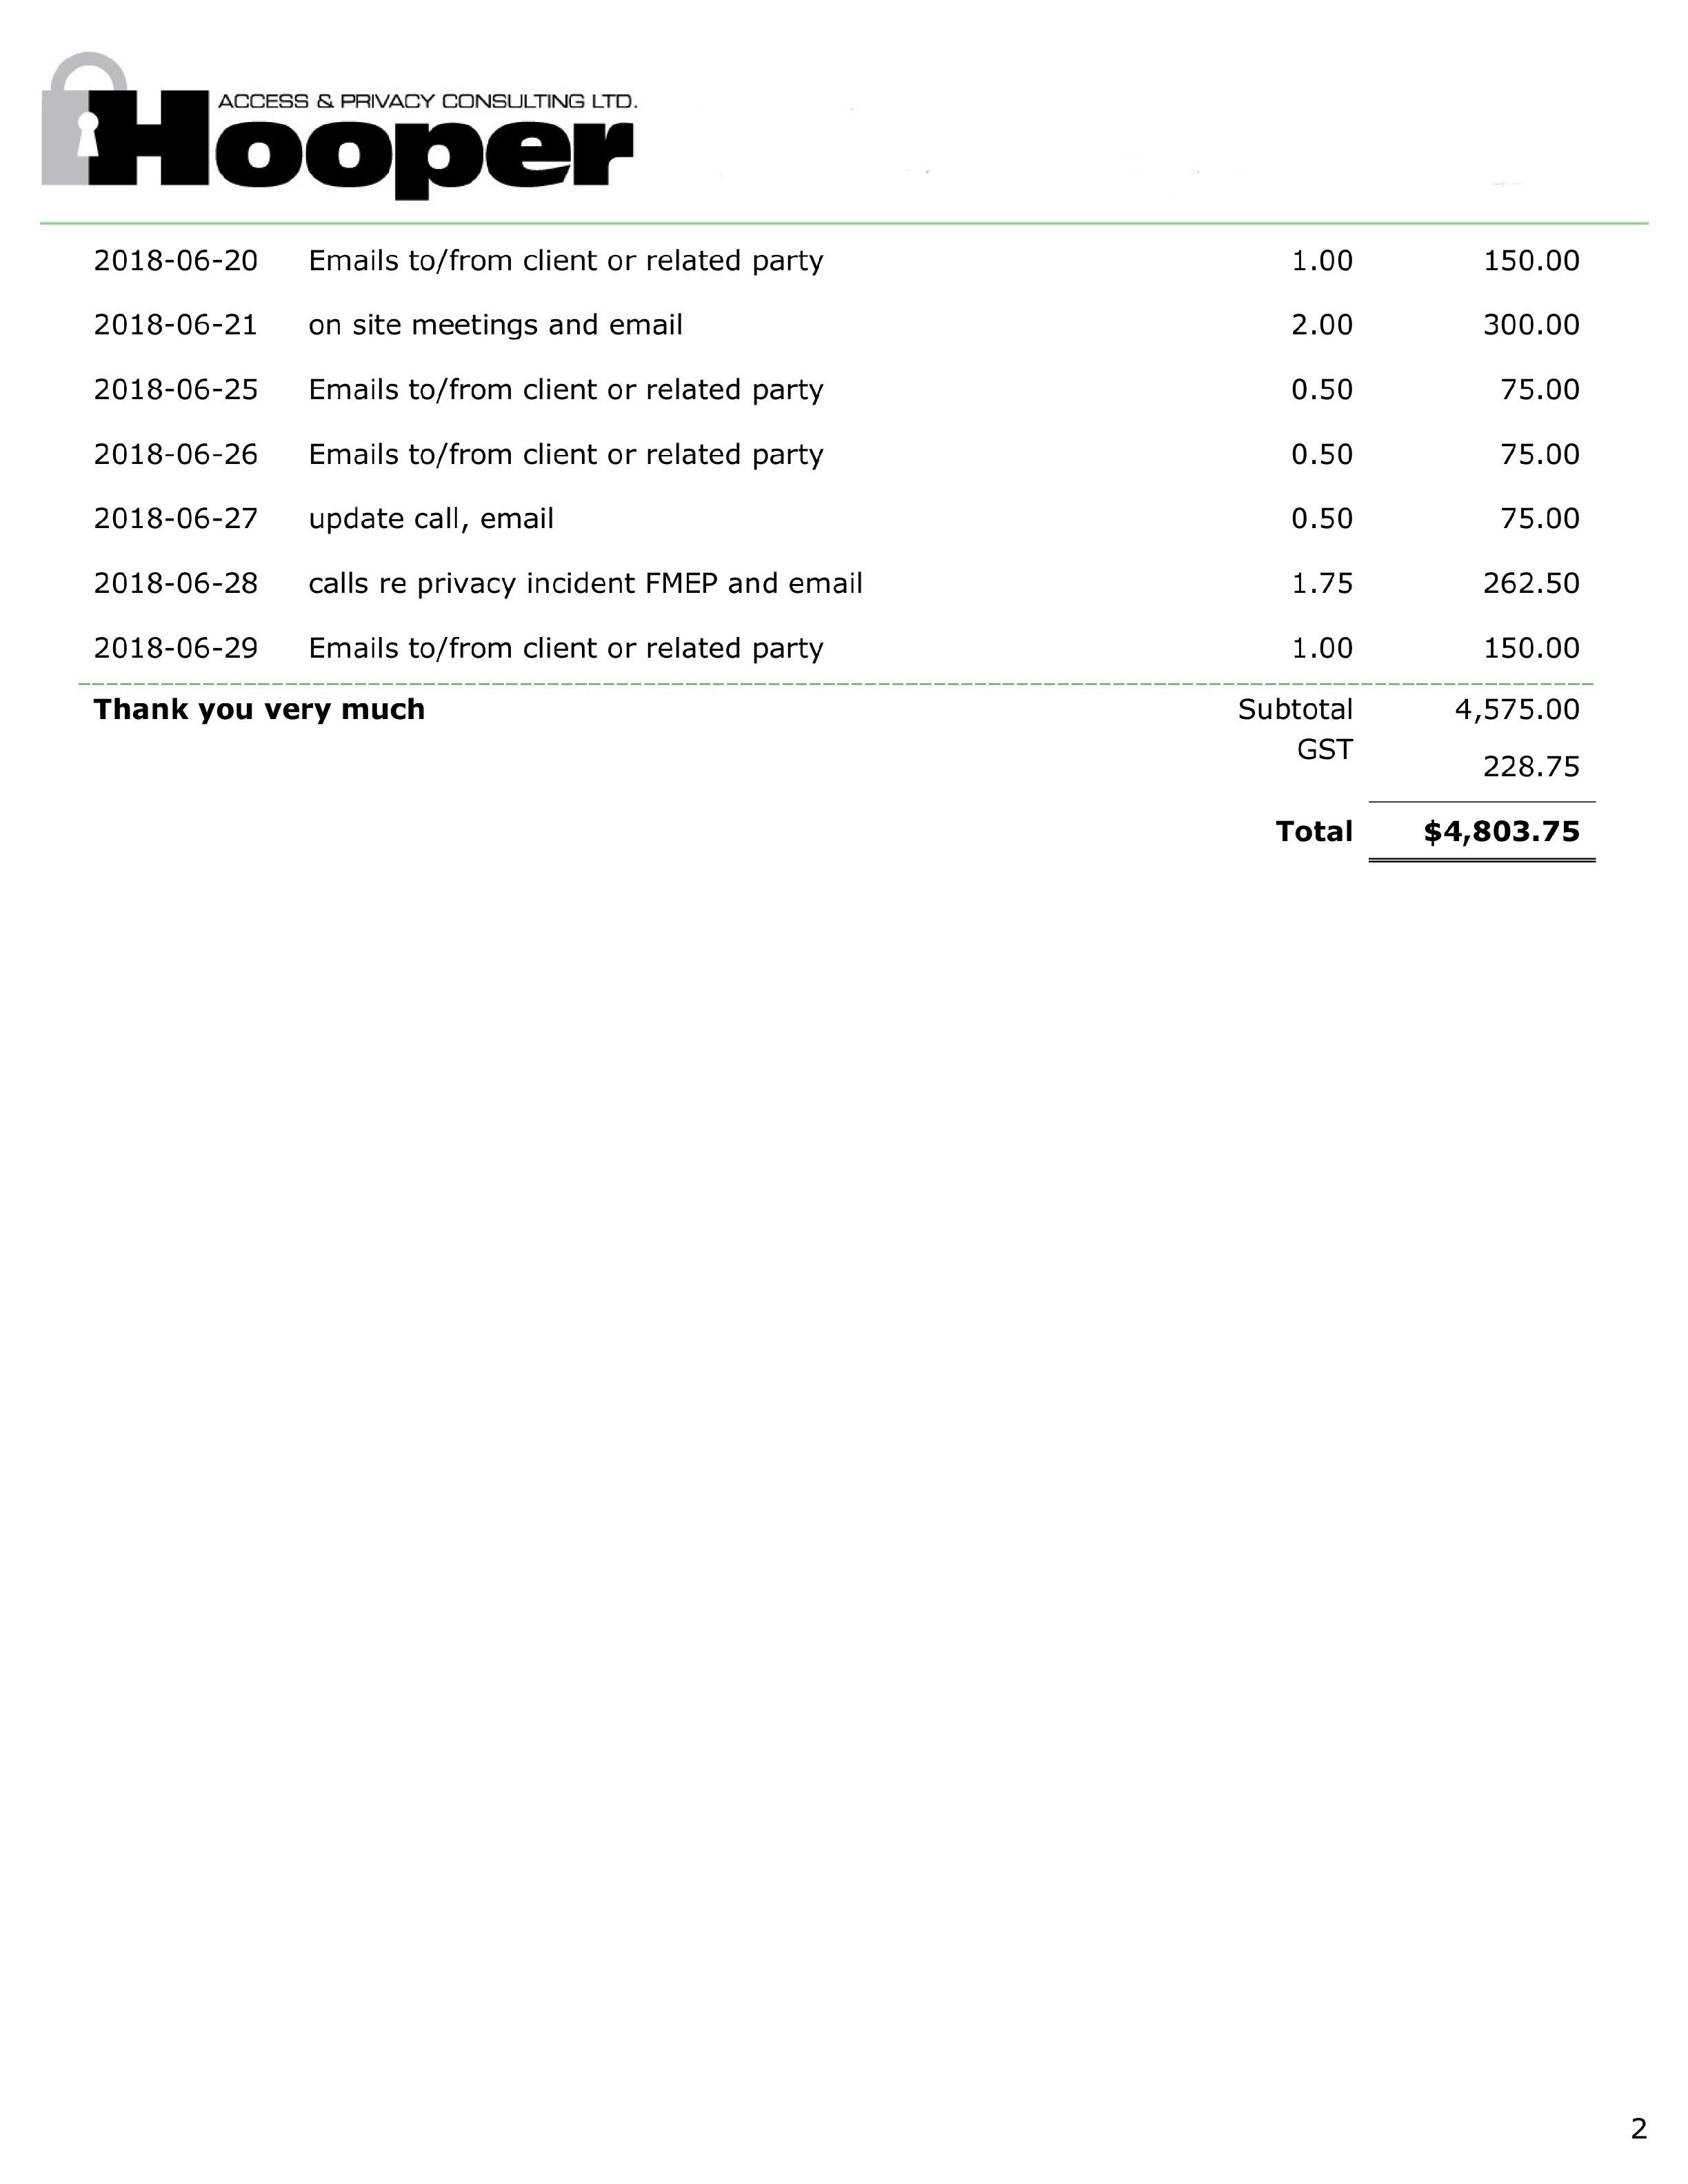 ACCESS & PRIVACY CONSULTING LTD.
Hooper
2018-06-20 Emails to/from client or related party 1.00 150.00
2018-06-21 on site meetings and email 2.00 300.00
2018-06-25 Emails to/from client or related party 0.50 75.00
2018-06-26 Emails to/from client or related party 0.50 75.00
2018-06-27 update call, email 0.50 75.00
2018-06-28 calls re privacy incident FMEP and email 1.75 262.50
2018-06-29 Emails to/from client or related party 1.00 150.00
Thank you very much Subtotal 4,575.00
GST 228.75
Total $4,803.75
2